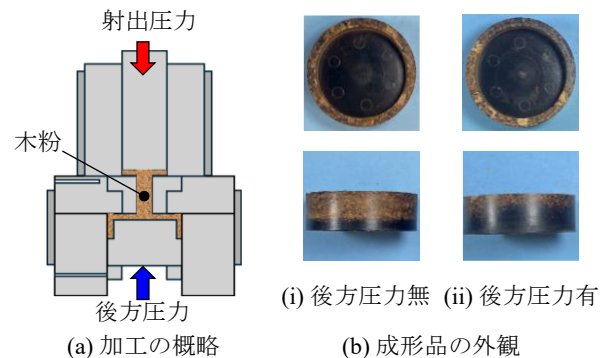 射出圧力
木粉
後方圧力
(a) 加工の概略
(i) 後方圧力無 (ii) 後方圧力有
(b) 成形品の外観